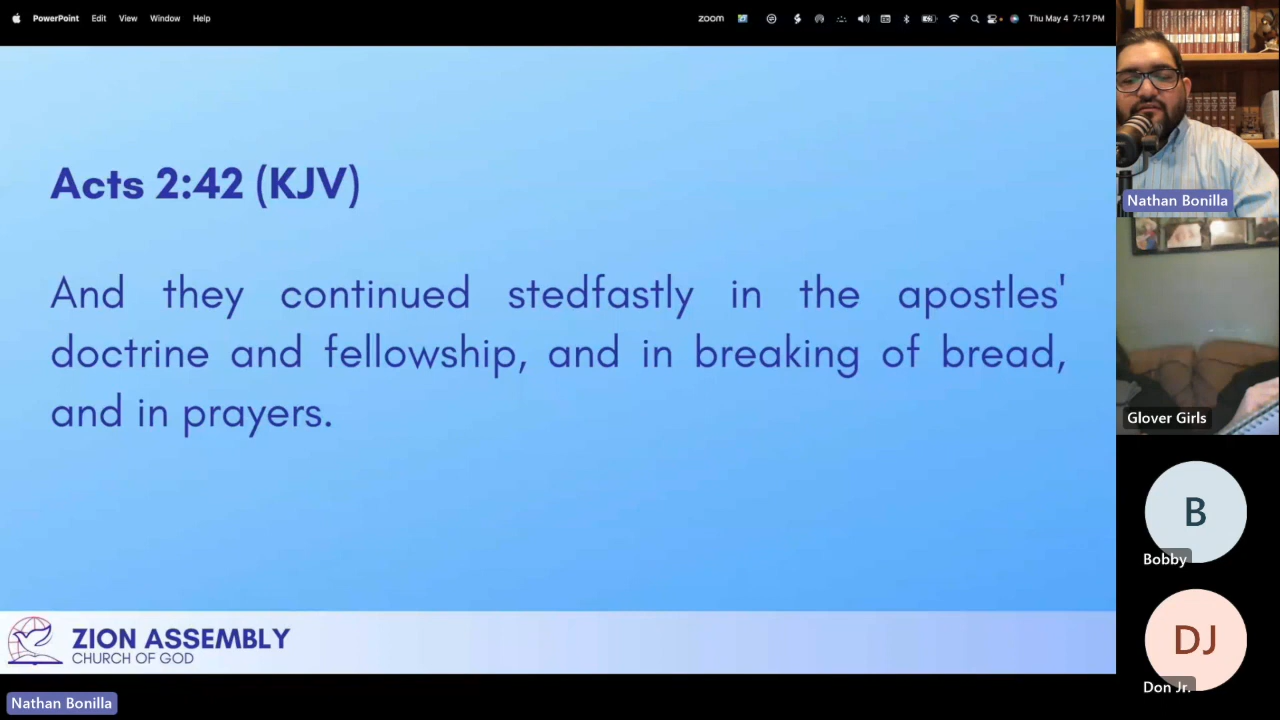 PowerPoint Edit View Window Help zoom Thu May 4 7:17 PM
Acts 2:42 (KJV)
And they continued stedfastly in the apostles'
doctrine and fellowship, and in breaking of bread,
and in prayers.
ZION ASSEMBLY
CHURCH OF GOD
Nathan Bonilla
Nathan Bonilla
Glover Girls
B
Bobby
DJ
Don Jr.